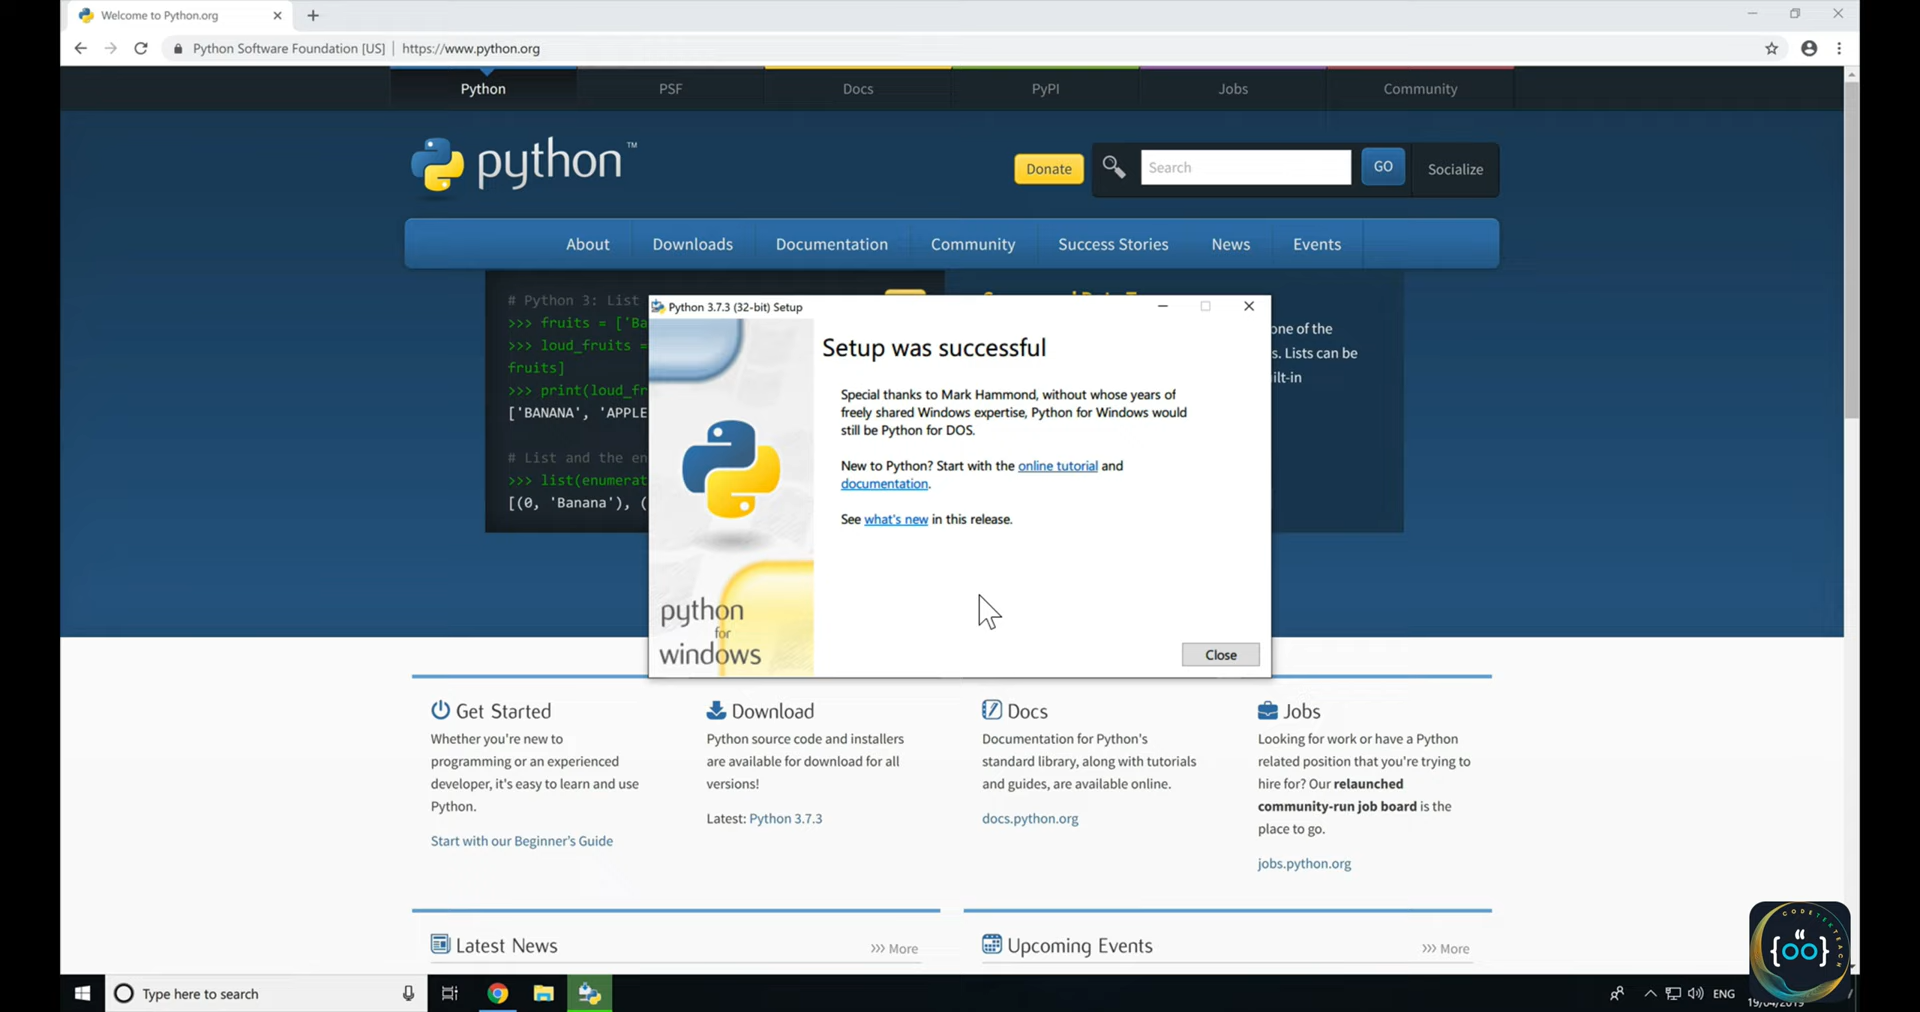 Welcome to Python.org
Python Software Foundation [US] | https://www.python.org
Python
PSF
Docs
PyPI
Jobs
Community
python™
Donate
Search
GO
Socialize
About
Downloads
Documentation
Community
Success Stories
News
Events
# Python 3: List
>>> fruits = ['Ba
>>> loud_fruits =
fruits]
>>> print(loud_fr
['BANANA', 'APPLE
# List and the en
>>> list(enumerat
[(0, 'Banana'), (
one of the
s. Lists can be
ilt-in
Python 3.7.3 (32-bit) Setup
Setup was successful
Special thanks to Mark Hammond, without whose years of
freely shared Windows expertise, Python for Windows would
still be Python for DOS.
New to Python? Start with the online tutorial and
documentation.
See what's new in this release.
python
for
windows
Close
Get Started
Whether you're new to
programming or an experienced
developer, it's easy to learn and use
Python.
Start with our Beginner's Guide
Download
Python source code and installers
are available for download for all
versions!
Latest: Python 3.7.3
Docs
Documentation for Python's
standard library, along with tutorials
and guides, are available online.
docs.python.org
Jobs
Looking for work or have a Python
related position that you're trying to
hire for? Our relaunched
community-run job board is the
place to go.
jobs.python.org
Latest News
>>> More
Upcoming Events
>>> More
Type here to search
ENG
19/04/2019
CODETEKTEACH
{oo}